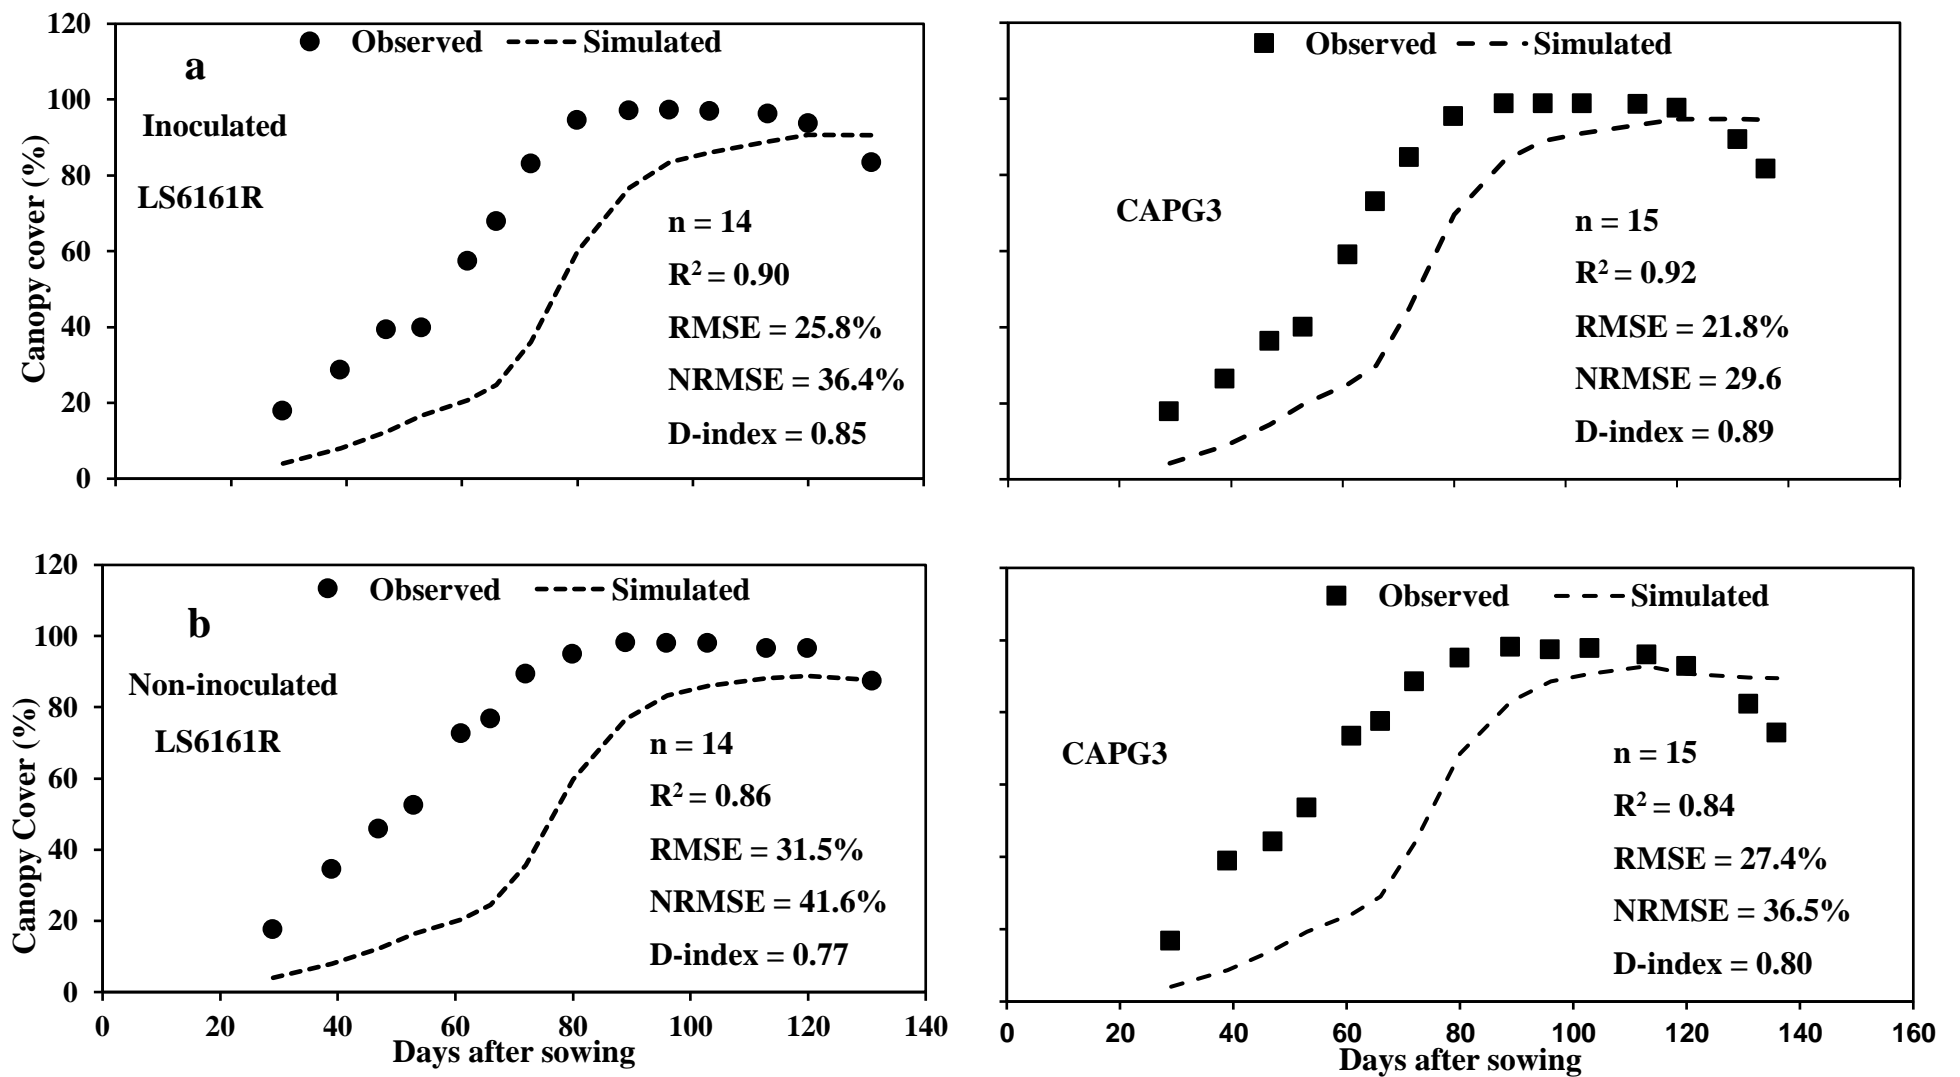 120
100
80
60
40
20
0
Canopy cover (%)
Observed Simulated
a
Inoculated
LS6161R
n = 14
R² = 0.90
RMSE = 25.8%
NRMSE = 36.4%
D-index = 0.85
Observed Simulated
CAPG3
n = 15
R² = 0.92
RMSE = 21.8%
NRMSE = 29.6
D-index = 0.89
120
100
80
60
40
20
0
Canopy Cover (%)
Observed Simulated
b
Non-inoculated
LS6161R
n = 14
R² = 0.86
RMSE = 31.5%
NRMSE = 41.6%
D-index = 0.77
0 20 40 60 80 100 120 140
Days after sowing
Observed Simulated
CAPG3
n = 15
R² = 0.84
RMSE = 27.4%
NRMSE = 36.5%
D-index = 0.80
0 20 40 60 80 100 120 140 160
Days after sowing